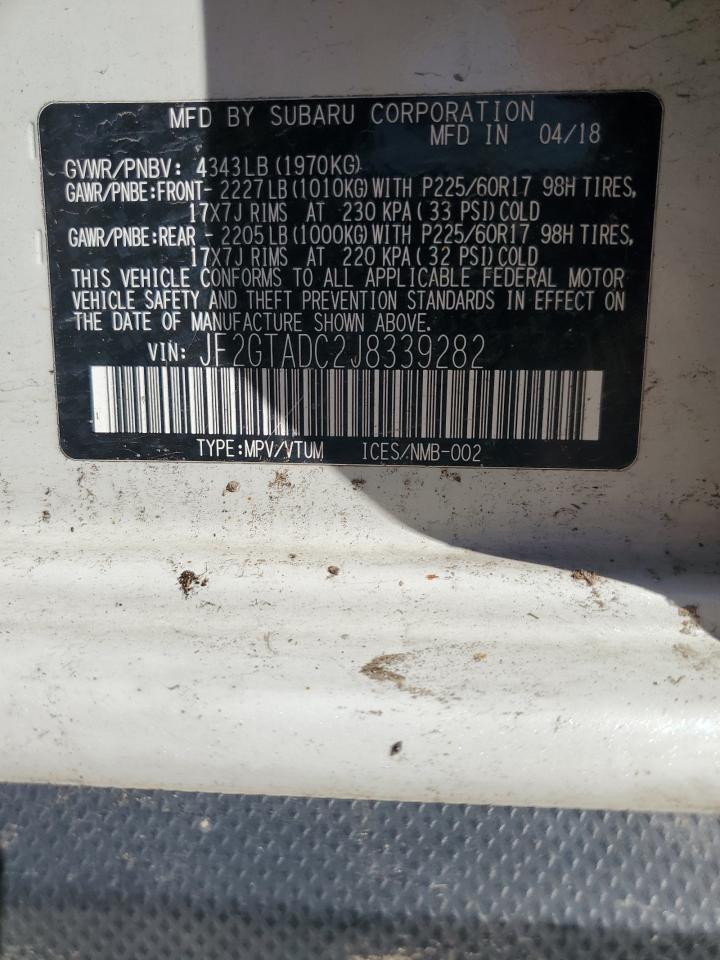 MFD BY SUBARU CORPORATION
MFD IN 04/18
GVWR/PNBV: 4343LB (1970KG)
GAWR/PNBE:FRONT- 2227LB (1010KG) WITH P225/60R17 98H TIRES,
17X7J RIMS AT 230 KPA (33 PSI) COLD
GAWR/PNBE:REAR - 2205LB (1000KG) WITH P225/60R17 98H TIRES,
17X7J RIMS AT 220 KPA (32 PSI) COLD
THIS VEHICLE CONFORMS TO ALL APPLICABLE FEDERAL MOTOR
VEHICLE SAFETY AND THEFT PREVENTION STANDARDS IN EFFECT ON
THE DATE OF MANUFACTURE SHOWN ABOVE.
VIN: JF2GTADC2J8339282
TYPE:MPV/VTUM ICES/NMB-002